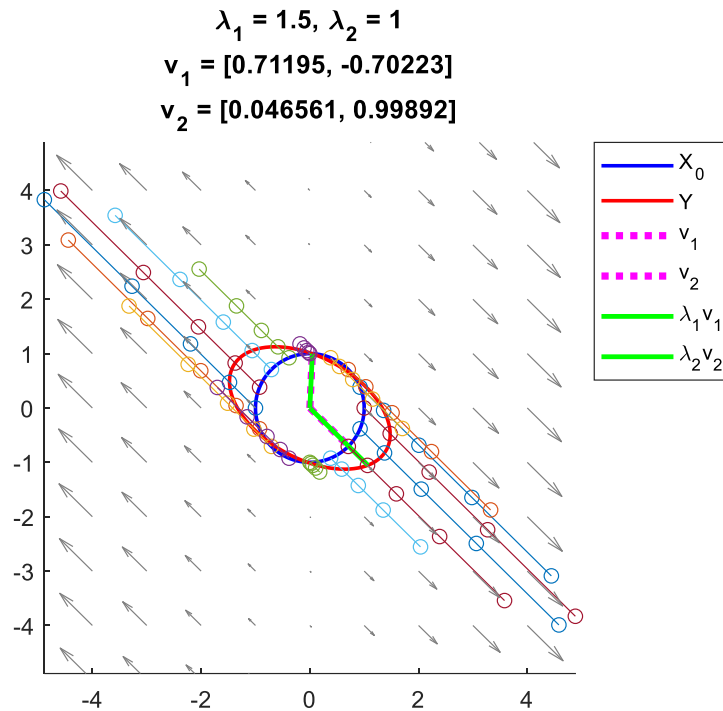 λ₁ = 1.5, λ₂ = 1
v₁ = [0.71195, -0.70223]
v₂ = [0.046561, 0.99892]
X₀
Y
v₁
v₂
λ₁v₁
λ₂v₂
4
3
2
1
0
-1
-2
-3
-4
-4
-2
0
2
4